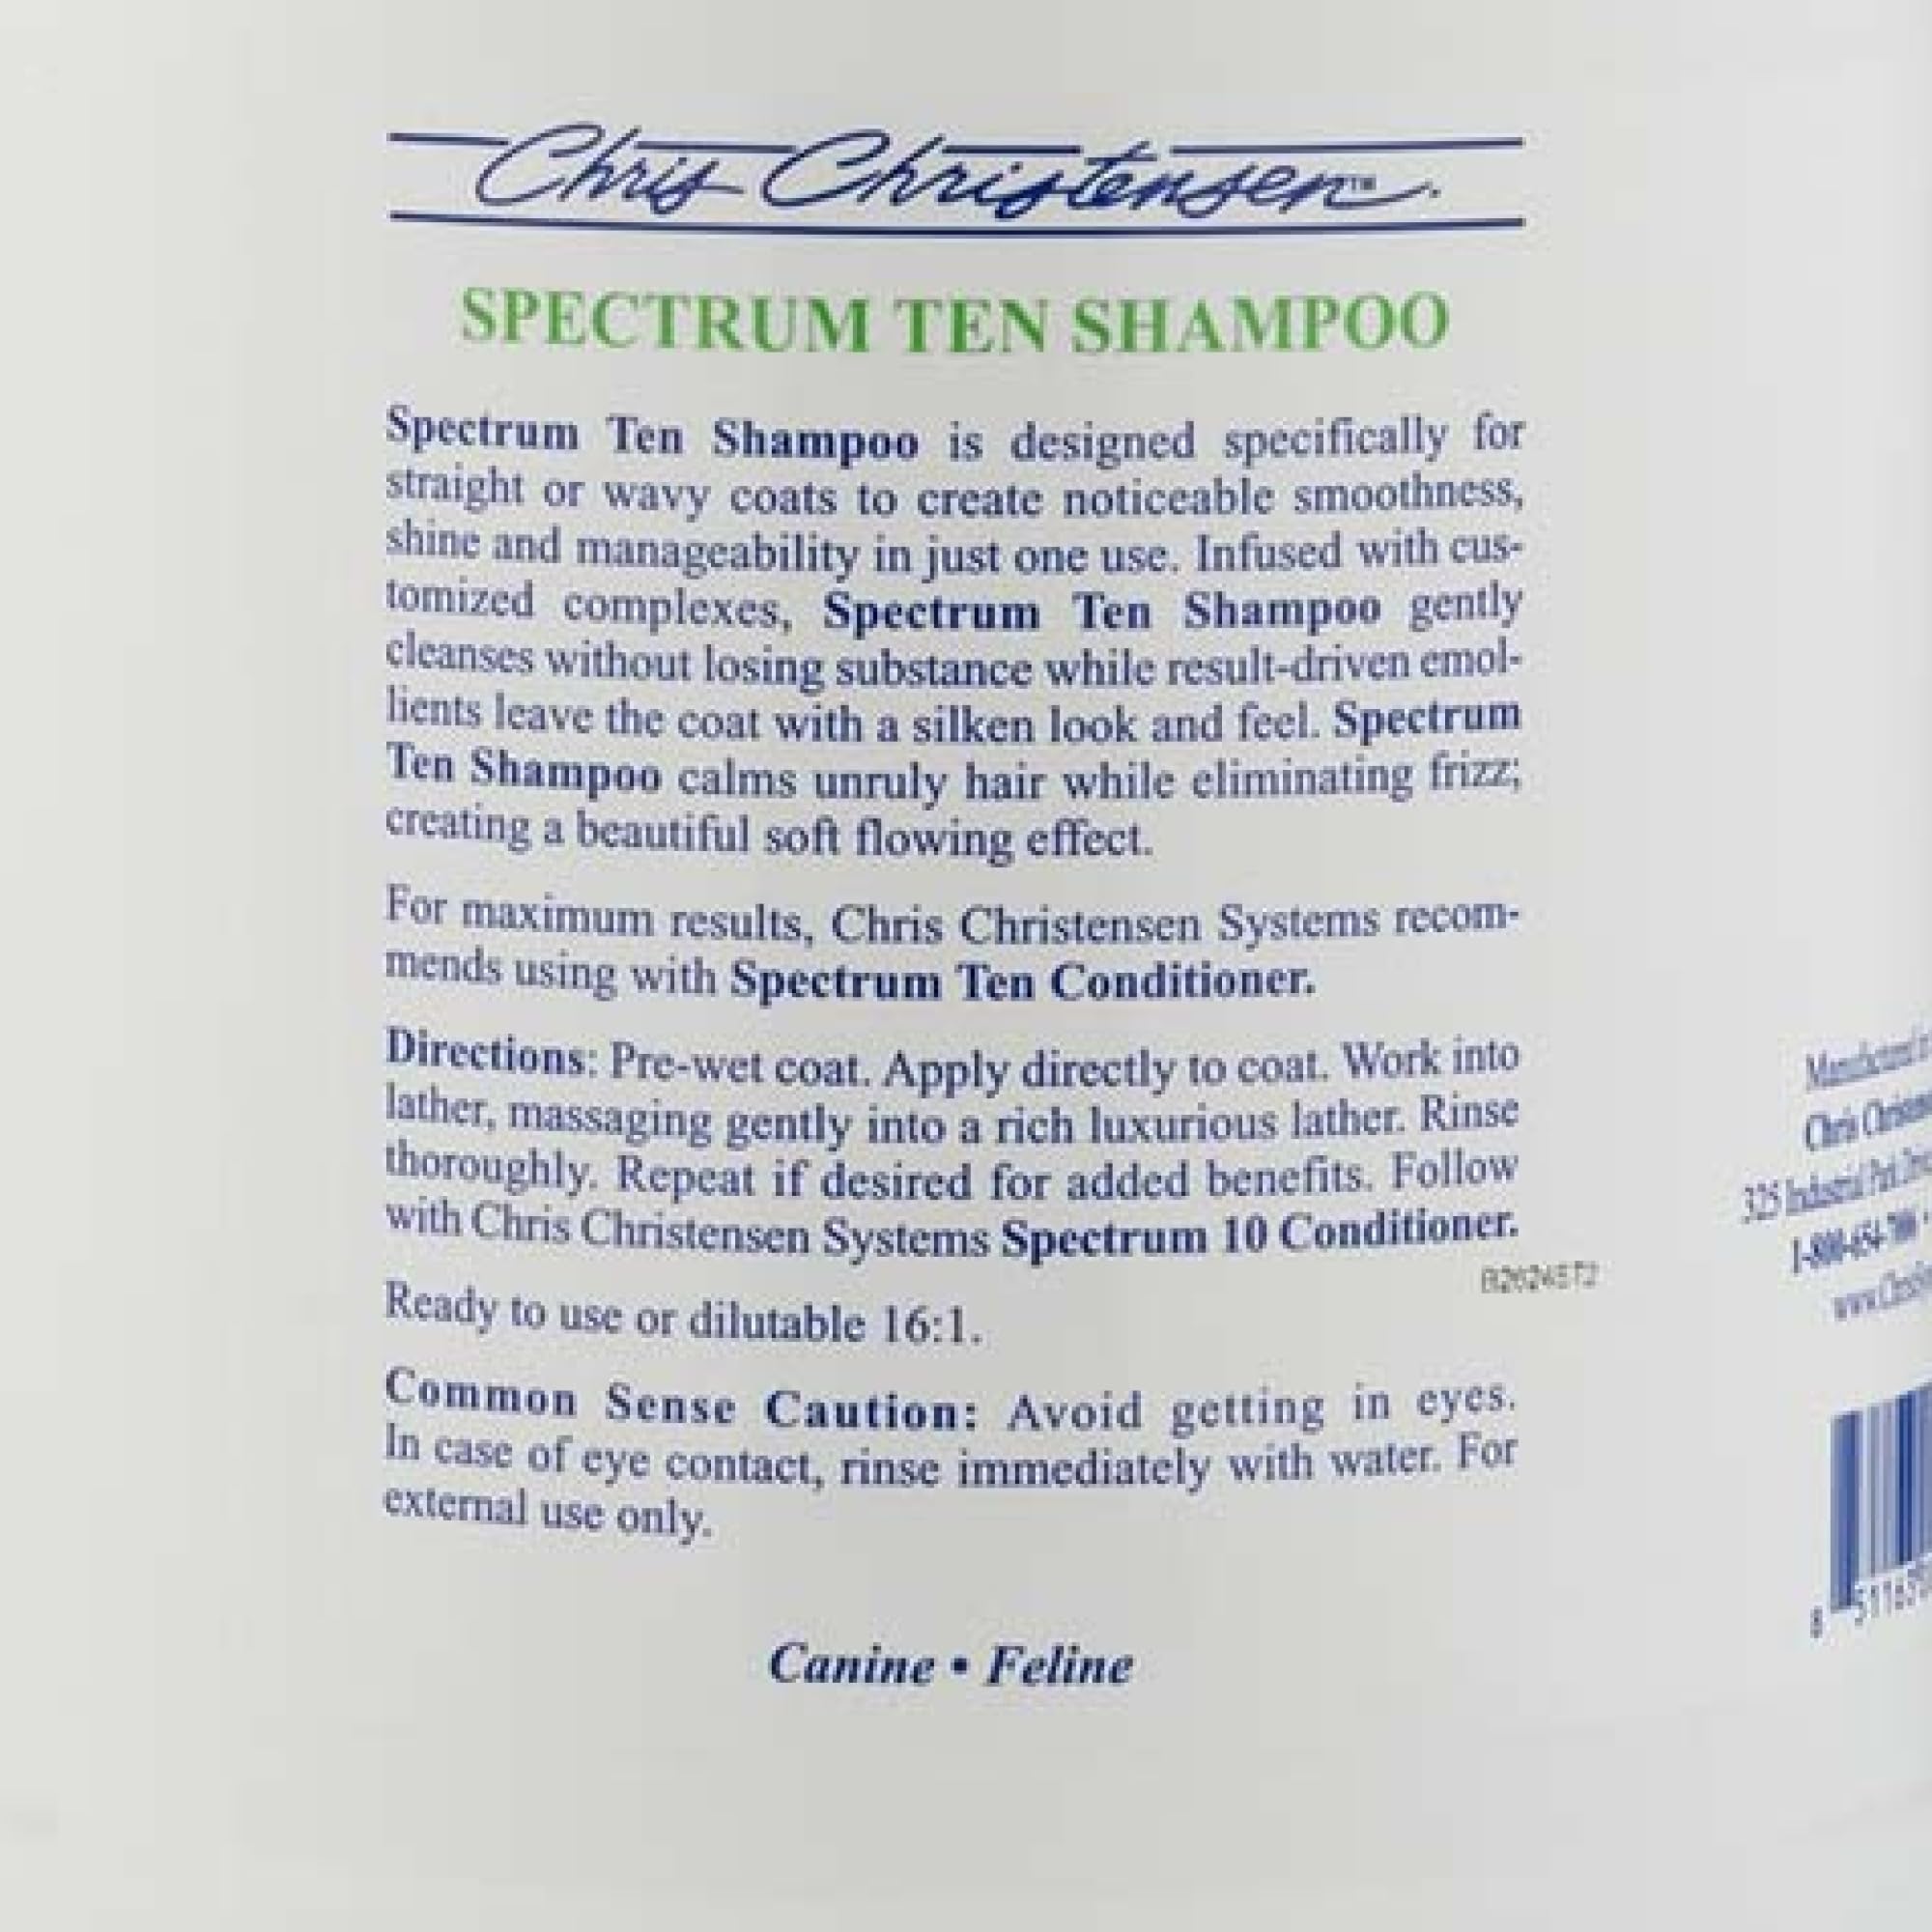 Chris Christensen™
SPECTRUM TEN SHAMPOO
Spectrum Ten Shampoo is designed specifically for
straight or wavy coats to create noticeable smoothness,
shine and manageability in just one use. Infused with cus-
tomized complexes, Spectrum Ten Shampoo gently
cleanses without losing substance while result-driven emol-
lients leave the coat with a silken look and feel. Spectrum
Ten Shampoo calms unruly hair while eliminating frizz;
creating a beautiful soft flowing effect.
For maximum results, Chris Christensen Systems recom-
mends using with Spectrum Ten Conditioner.
Directions: Pre-wet coat. Apply directly to coat. Work into
lather, massaging gently into a rich luxurious lather. Rinse
thoroughly. Repeat if desired for added benefits. Follow
with Chris Christensen Systems Spectrum 10 Conditioner.
Ready to use or dilutable 16:1.
Common Sense Caution: Avoid getting in eyes.
In case of eye contact, rinse immediately with water. For
external use only.
Canine • Feline
Manufactured
Chris
325 Industrial Park
8